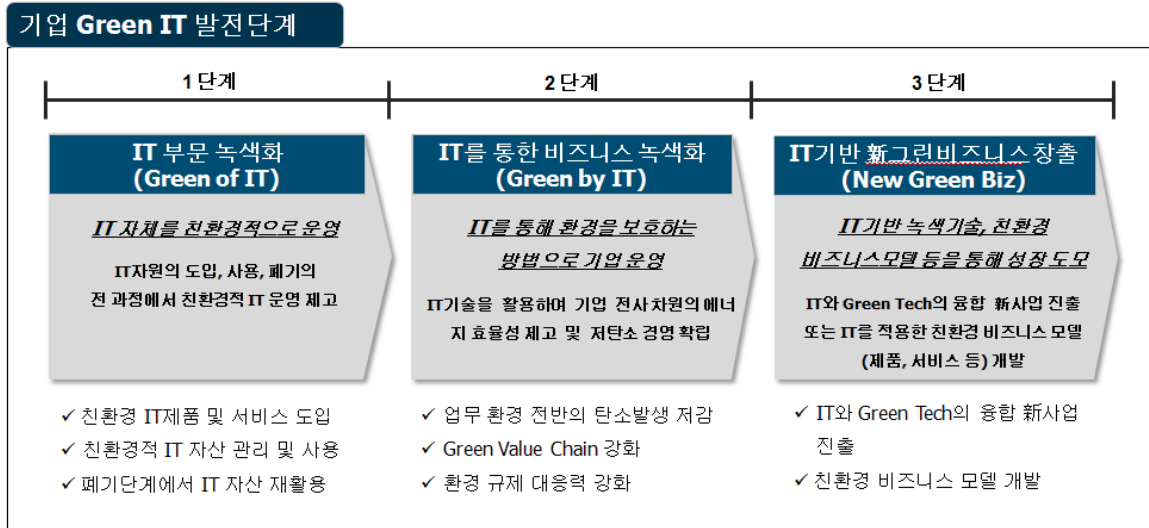 기업 Green IT 발전단계
1 단계
2 단계
3 단계
IT 부문 녹색화
(Green of IT)
IT 자체를 친환경적으로 운영
IT자원의 도입, 사용, 폐기의
전 과정에서 친환경적 IT 운영 제고
IT를 통한 비즈니스 녹색화
(Green by IT)
IT를 통해 환경을 보호하는
방법으로 기업 운영
IT기술을 활용하며 기업 전사차원의 에너
지 효율성 제고 및 저탄소 경영 확립
IT기반 新그린비즈니스 창출
(New Green Biz)
IT기반 녹색기술, 친환경
비즈니스모델 등을 통해 성장 도모
IT와 Green Tech의 융합 新사업 진출
또는 IT를 적용한 친환경 비즈니스 모델
(제품, 서비스 등) 개발
✓ 친환경 IT제품 및 서비스 도입
✓ 친환경적 IT 자산 관리 및 사용
✓ 폐기단계에서 IT 자산 재활용
✓ 업무 환경 전반의 탄소발생 저감
✓ Green Value Chain 강화
✓ 환경 규제 대응력 강화
✓ IT와 Green Tech의 융합 新사업
진출
✓ 친환경 비즈니스 모델 개발